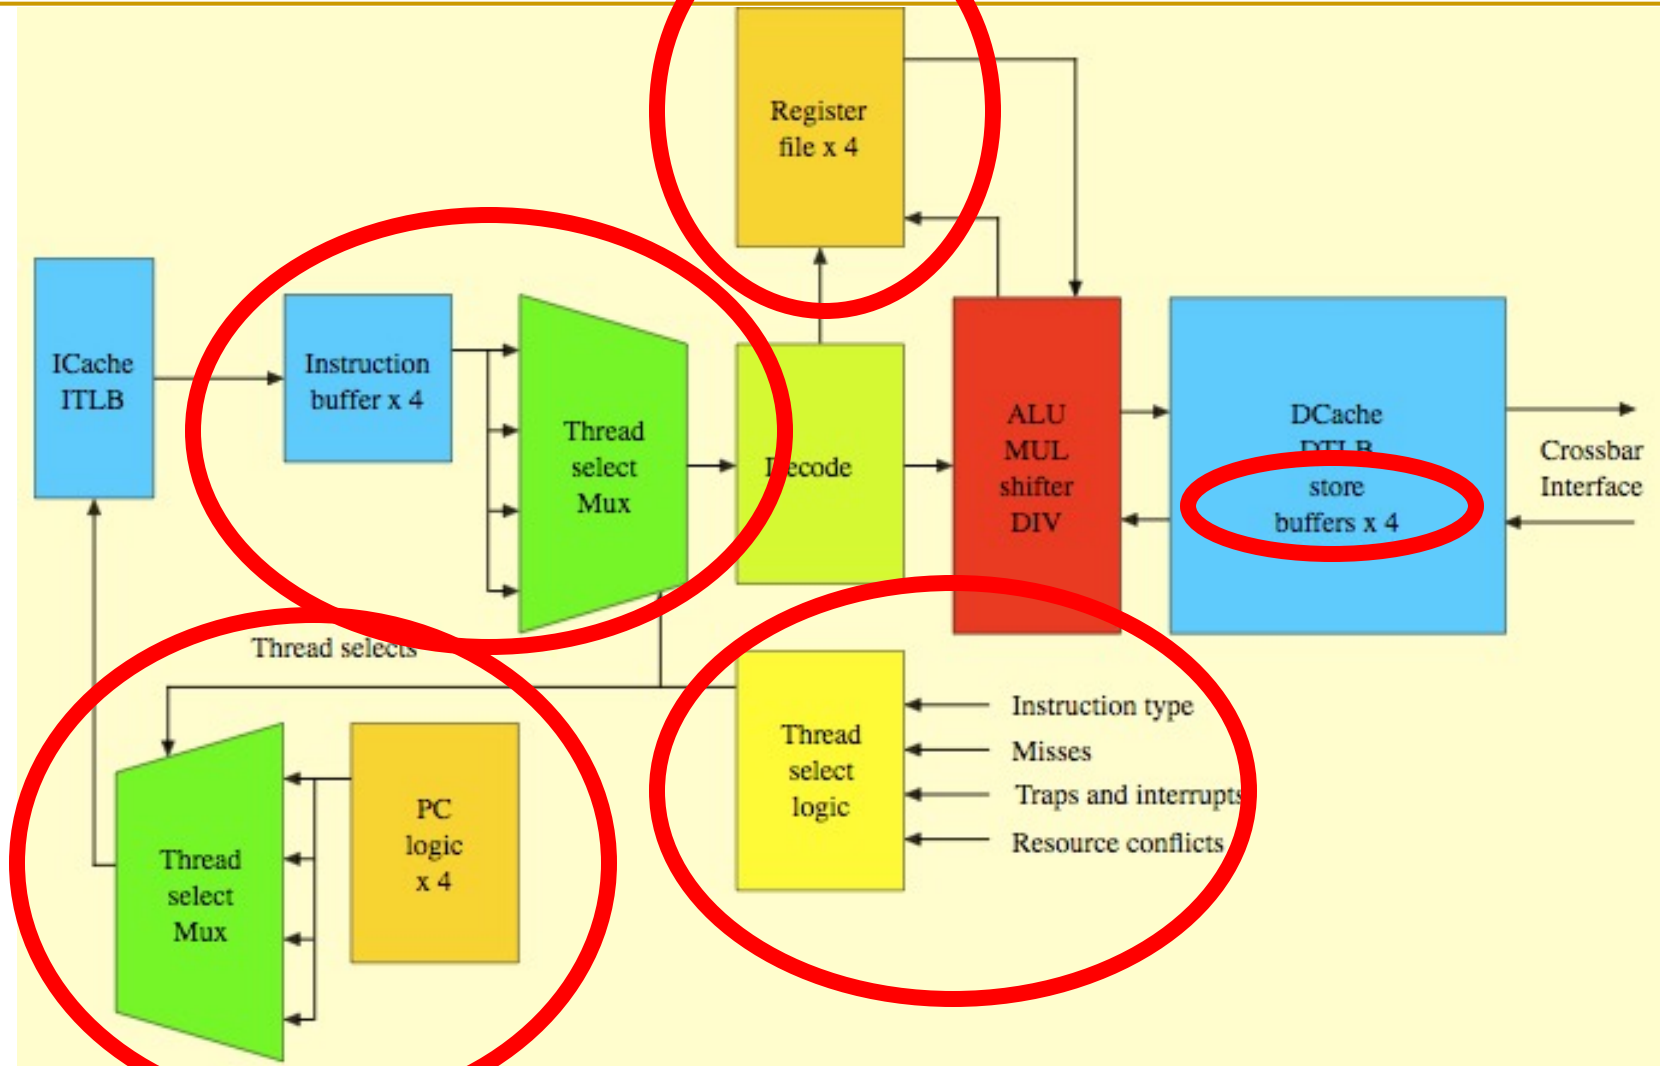 Register
file x 4
ICache
ITLB
Instruction
buffer x 4
Thread
select
Mux
Decode
ALU
MUL
shifter
DIV
DCache
DTLB
store
buffers x 4
Crossbar
Interface
Thread selects
Thread
select
Mux
PC
logic
x 4
Thread
select
logic
Instruction type
Misses
Traps and interrupts
Resource conflicts